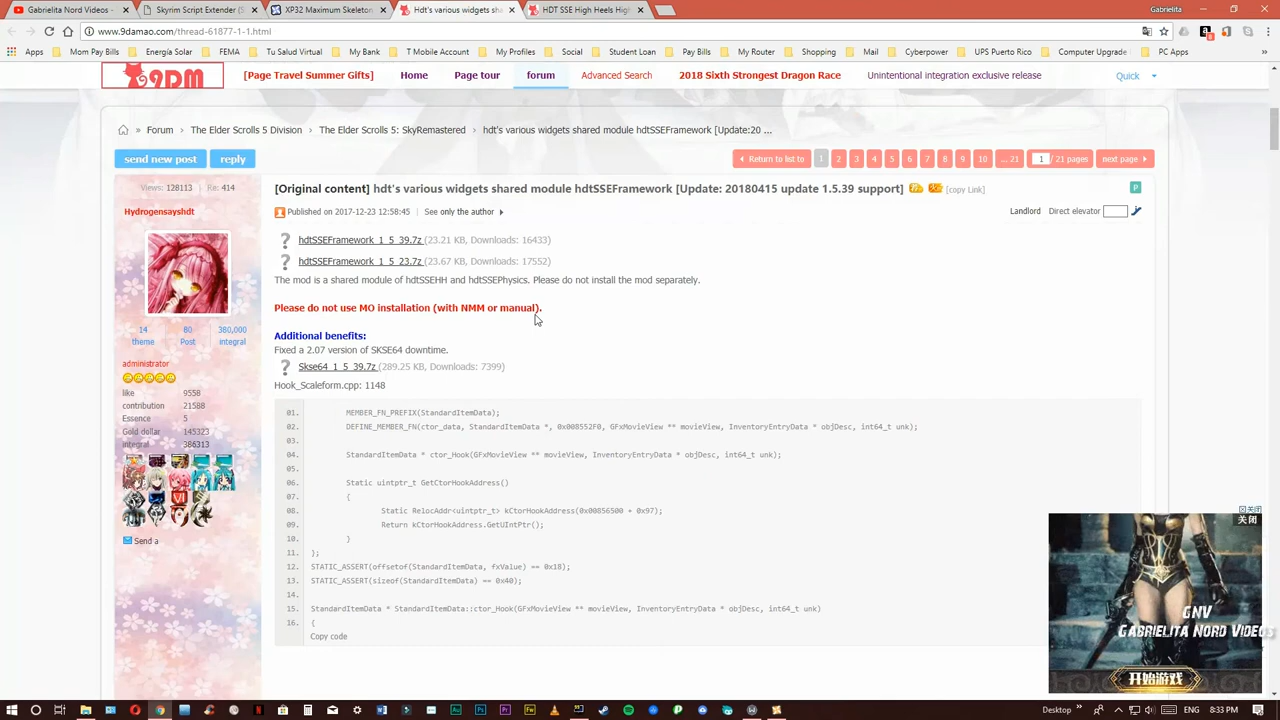 Gabrielita Nord Videos -
Skyrim Script Extender (S
XP32 Maximum Skeleton
Hdt's various widgets sha
HDT SSE High Heels High
Gabrielita
www.9damao.com/thread-61877-1-1.html
Apps Mom Pay Bills Energía Solar FEMA Tu Salud Virtual My Bank T Mobile Account My Profiles Social Student Loan Pay Bills My Router Shopping Mail Cyberpower UPS Puerto Rico Computer Upgrade PC Apps
9DM
[Page Travel Summer Gifts] Home Page tour forum Advanced Search 2018 Sixth Strongest Dragon Race Unintentional integration exclusive release Quick
» Forum › The Elder Scrolls 5 Division › The Elder Scrolls 5: SkyRemastered › hdt's various widgets shared module hdtSSEFramework [Update:20 ...
send new post reply
Return to list to 1 2 3 4 5 6 7 8 9 10 ... 21 1 / 21 pages next page
Views: 128113 | Re: 414
[Original content] hdt's various widgets shared module hdtSSEFramework [Update: 20180415 update 1.5.39 support] [copy Link]
Hydrogensayshdt
Published on 2017-12-23 12:58:45 | See only the author
Landlord Direct elevator
hdtSSEFramework_1_5_39.7z (23.21 KB, Downloads: 16433)
hdtSSEFramework_1_5_23.7z (23.67 KB, Downloads: 17552)
The mod is a shared module of hdtSSEHH and hdtSSEPhysics. Please do not install the mod separately.
Please do not use MO installation (with NMM or manual).
Additional benefits:
Fixed a 2.07 version of SKSE64 downtime.
Skse64_1_5_39.7z (289.25 KB, Downloads: 7399)
Hook_Scaleform.cpp: 1148
14 80 380,000
theme Post integral
administrator
like 9558
contribution 21588
Essence 5
Gold dollar 145323
integral 386313
Send a
01. MEMBER_FN_PREFIX(StandardItemData);
02. DEFINE_MEMBER_FN(ctor_data, StandardItemData *, 0x008552F0, GFxMovieView ** movieView, InventoryEntryData * objDesc, int64_t unk);
03.
04. StandardItemData * ctor_Hook(GFxMovieView ** movieView, InventoryEntryData * objDesc, int64_t unk);
05.
06. Static uintptr_t GetCtorHookAddress()
07. {
08. Static RelocAddr<uintptr_t> kCtorHookAddress(0x00856500 + 0x97);
09. Return kCtorHookAddress.GetUIntPtr();
10. }
11. };
12. STATIC_ASSERT(offsetof(StandardItemData, fxValue) == 0x18);
13. STATIC_ASSERT(sizeof(StandardItemData) == 0x40);
14.
15. StandardItemData * StandardItemData::ctor_Hook(GFxMovieView ** movieView, InventoryEntryData * objDesc, int64_t unk)
16. {
Copy code
关闭
关闭
GNV
Gabrielita Nord Videos
开始游戏
Desktop
ENG 8:33 PM